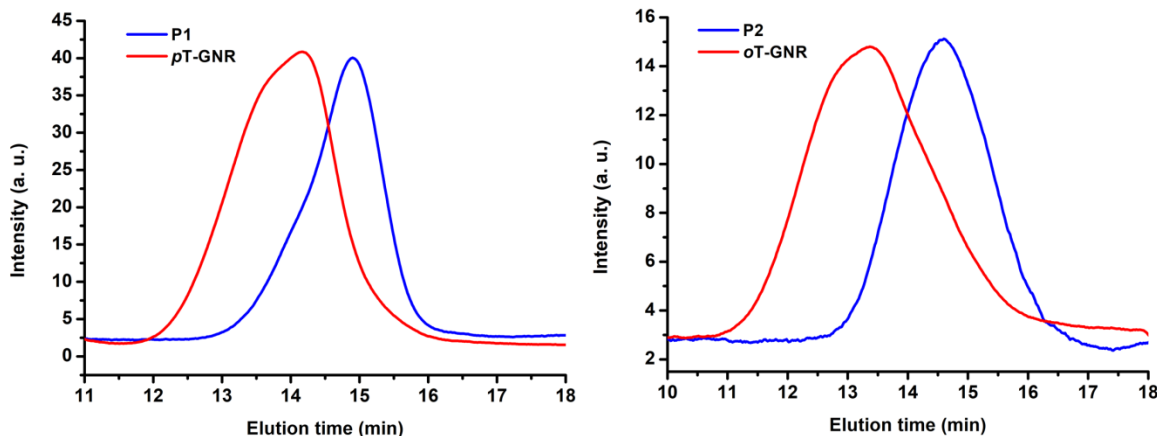 P1
pT-GNR
Intensity (a. u.)
45
40
35
30
25
20
15
10
5
0
11 12 13 14 15 16 17 18
Elution time (min)
P2
oT-GNR
Intensity (a. u.)
16
14
12
10
8
6
4
2
10 11 12 13 14 15 16 17 18
Elution time (min)